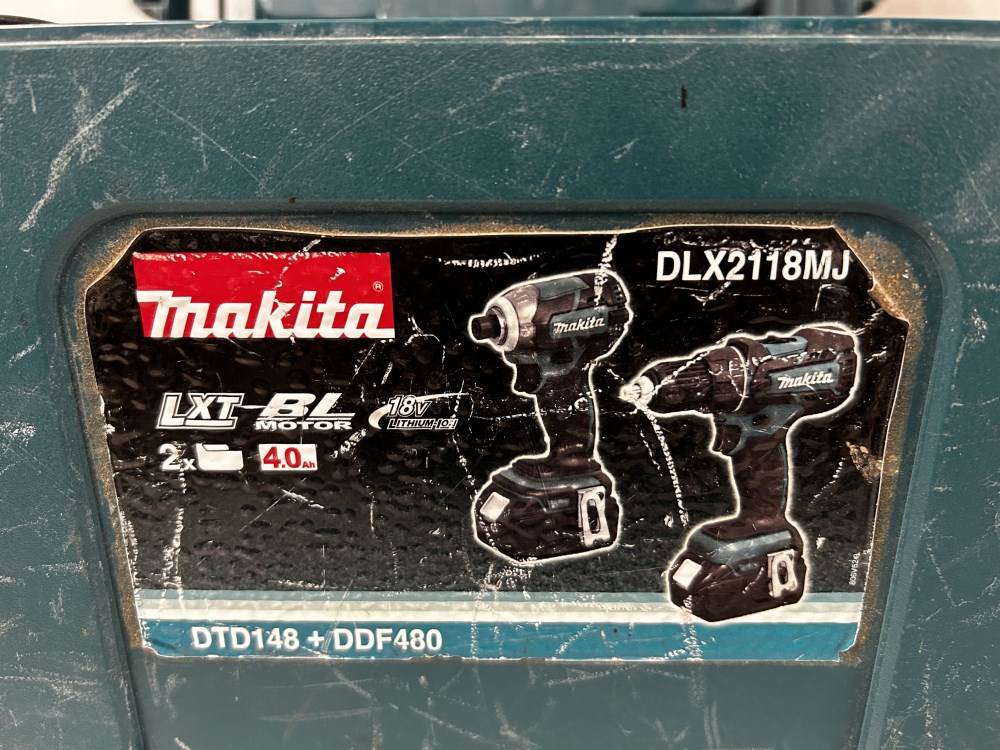 DLX2118MJ
makita®
makita
makita
LXT BL MOTOR 18V LITHIUM-ION
2x 4.0Ah
DTD148 + DDF480